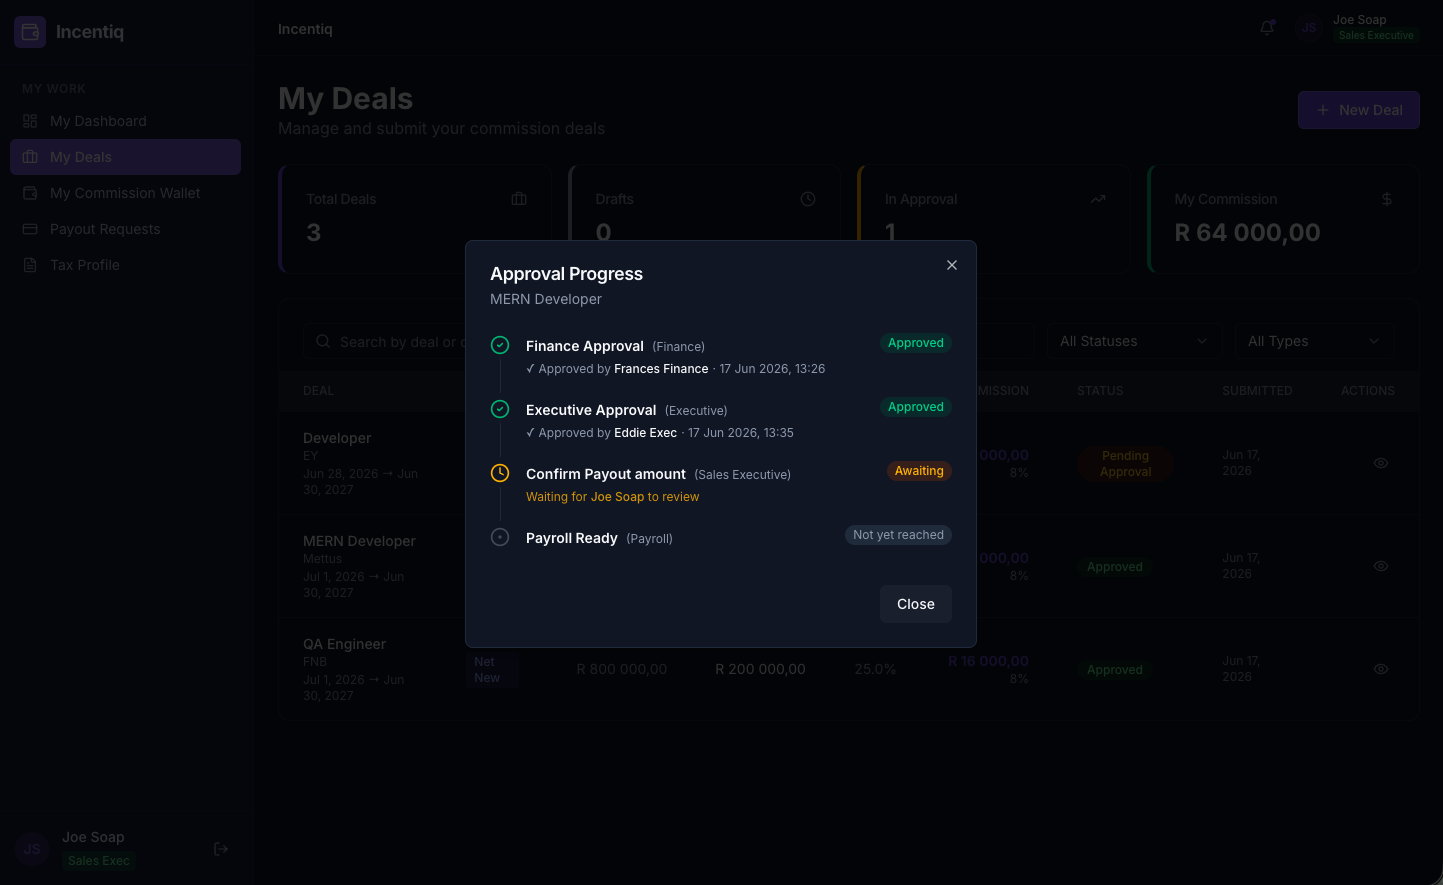 Incentiq
Incentiq
JS
Joe Soap
Sales Executive
MY WORK
My Dashboard
My Deals
My Commission Wallet
Payout Requests
Tax Profile
My Deals
Manage and submit your commission deals
+ New Deal
Total Deals
3
Drafts
0
In Approval
1
My Commission
R 64 000,00
Search by deal or c
All Statuses
All Types
DEAL
MISSION
STATUS
SUBMITTED
ACTIONS
Developer
EY
Jun 28, 2026 → Jun
30, 2027
000,00
8%
Pending
Approval
Jun 17,
2026
MERN Developer
Mettus
Jul 1, 2026 → Jun
30, 2027
000,00
8%
Approved
Jun 17,
2026
QA Engineer
FNB
Jul 1, 2026 → Jun
30, 2027
Net
New
R 800 000,00
R 200 000,00
25.0%
R 16 000,00
8%
Approved
Jun 17,
2026
Approval Progress
MERN Developer
Finance Approval (Finance)
Approved
✓ Approved by Frances Finance · 17 Jun 2026, 13:26
Executive Approval (Executive)
Approved
✓ Approved by Eddie Exec · 17 Jun 2026, 13:35
Confirm Payout amount (Sales Executive)
Awaiting
Waiting for Joe Soap to review
Payroll Ready (Payroll)
Not yet reached
Close
JS
Joe Soap
Sales Exec